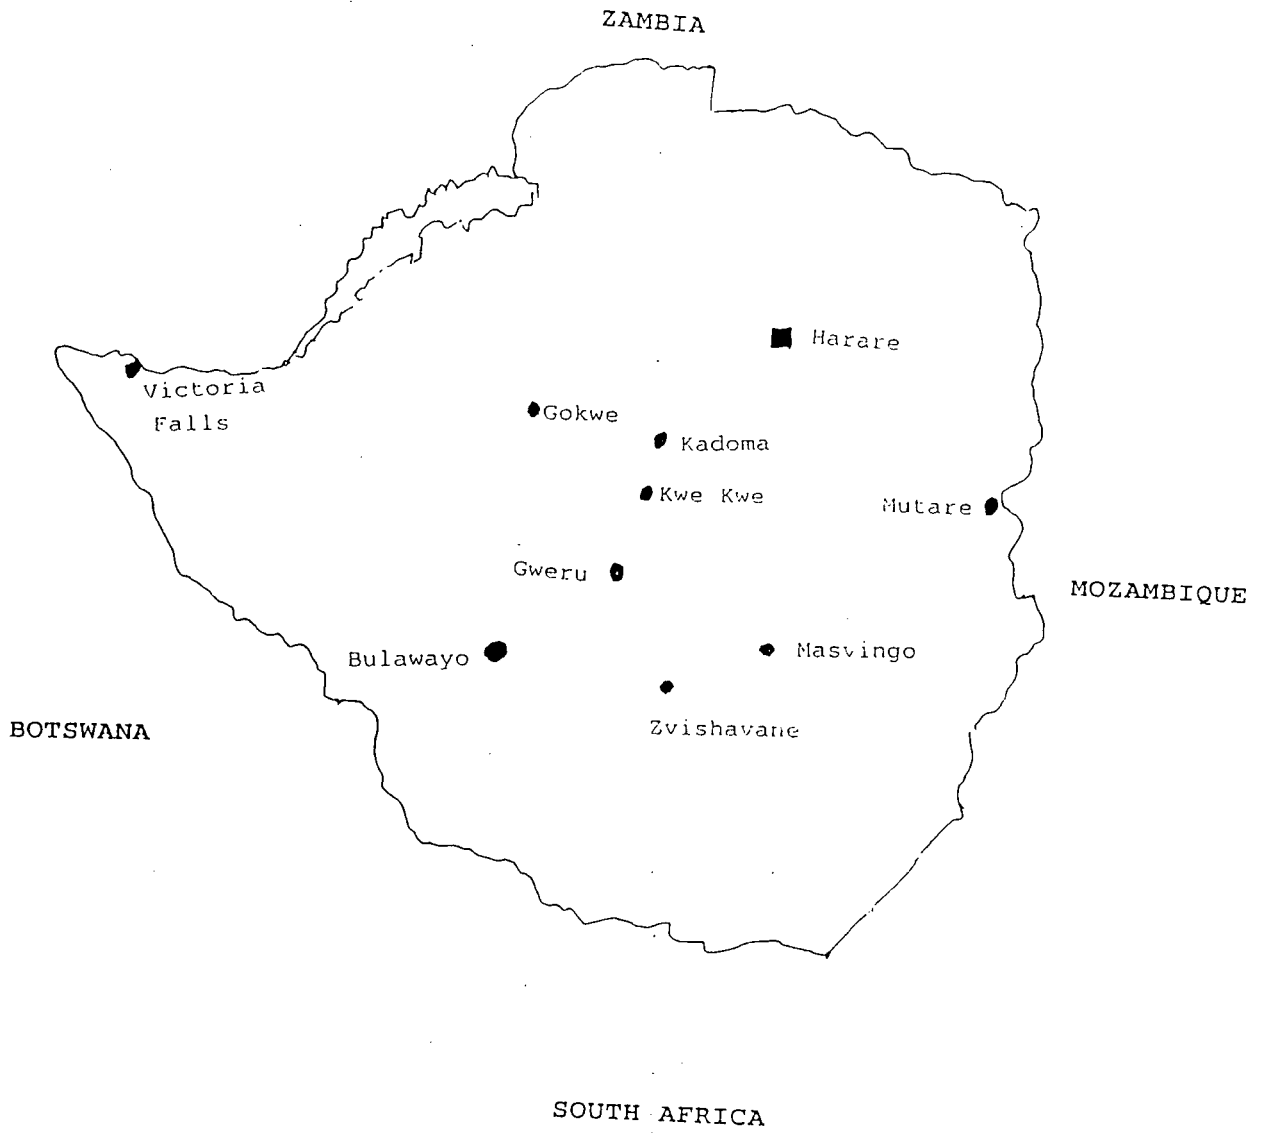 ZAMBIA
Harare
Victoria
Falls
Gokwe
Kadoma
Kwe Kwe
Mutare
Gweru
MOZAMBIQUE
Bulawayo
Masvingo
Zvishavane
BOTSWANA
SOUTH AFRICA